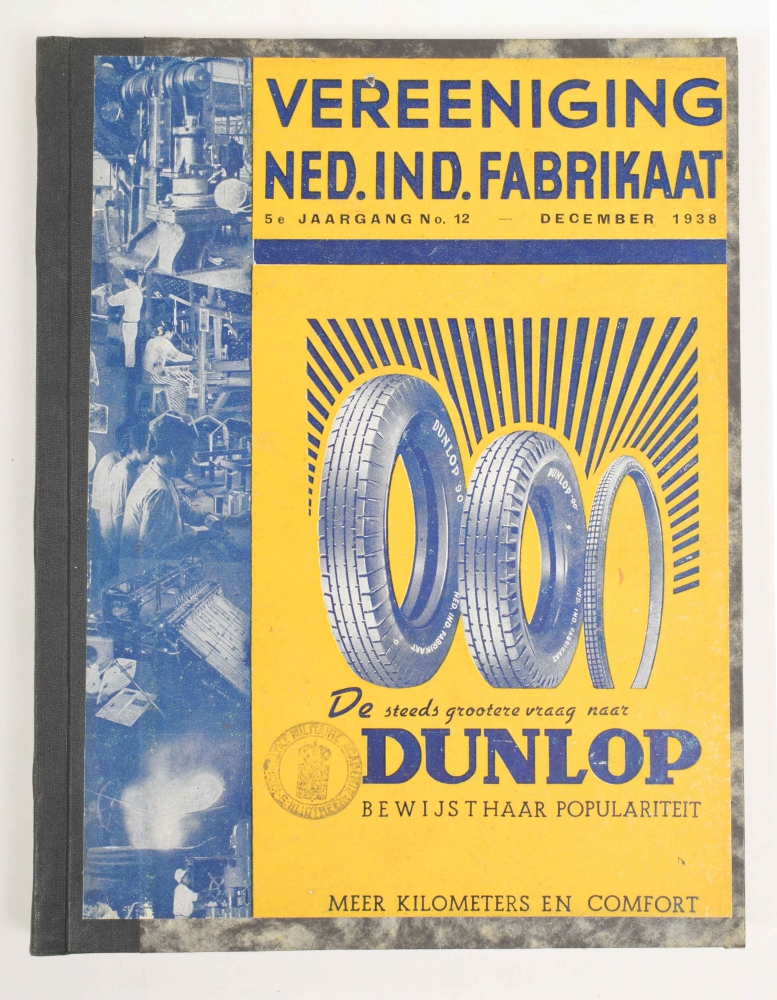 VEREENIGING
NED. IND. FABRIKAAT
5e JAARGANG No. 12 — DECEMBER 1938
DUNLOP '90
NED. IND. FABRIKAAT
DUNLOP '90
NED. IND. FABRIKAAT
De steeds grootere vraag naar
DUNLOP
BEWIJST HAAR POPULARITEIT
MILITAIRE
MEER KILOMETERS EN COMFORT